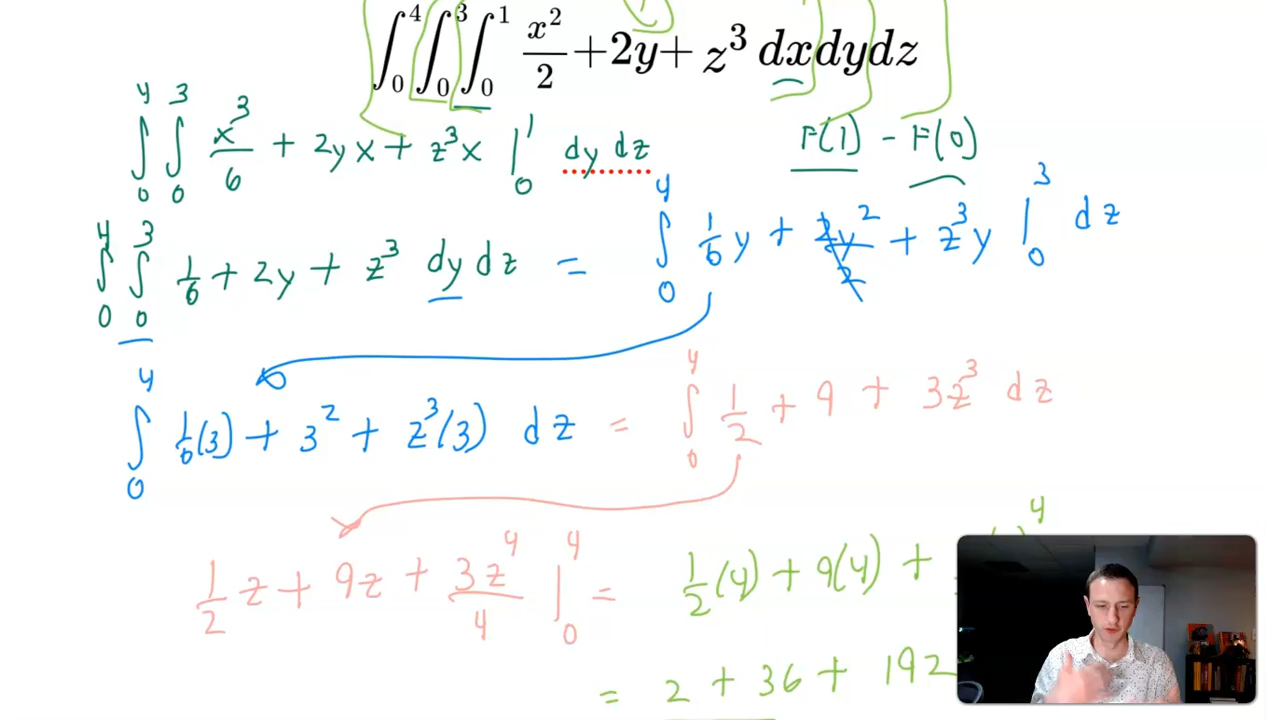 ∫₀⁴ ∫₀³ ∫₀¹ x²/2 + 2y + z³ dxdydz
∫₀⁴ ∫₀³ x³/6 + 2yx + z³x |₀¹ dy dz
F(1) - F(0)
∫₀⁴ ∫₀³ 1/6 + 2y + z³ dy dz = ∫₀⁴ 1/6 y + 2y²/2 + z³y |₀³ dz
∫₀⁴ 1/6(3) + 3² + z³(3) dz = ∫₀⁴ 1/2 + 9 + 3z³ dz
1/2 z + 9z + 3z⁴/4 |₀⁴ = 1/2(4) + 9(4) + ⁴
= 2 + 36 + 192